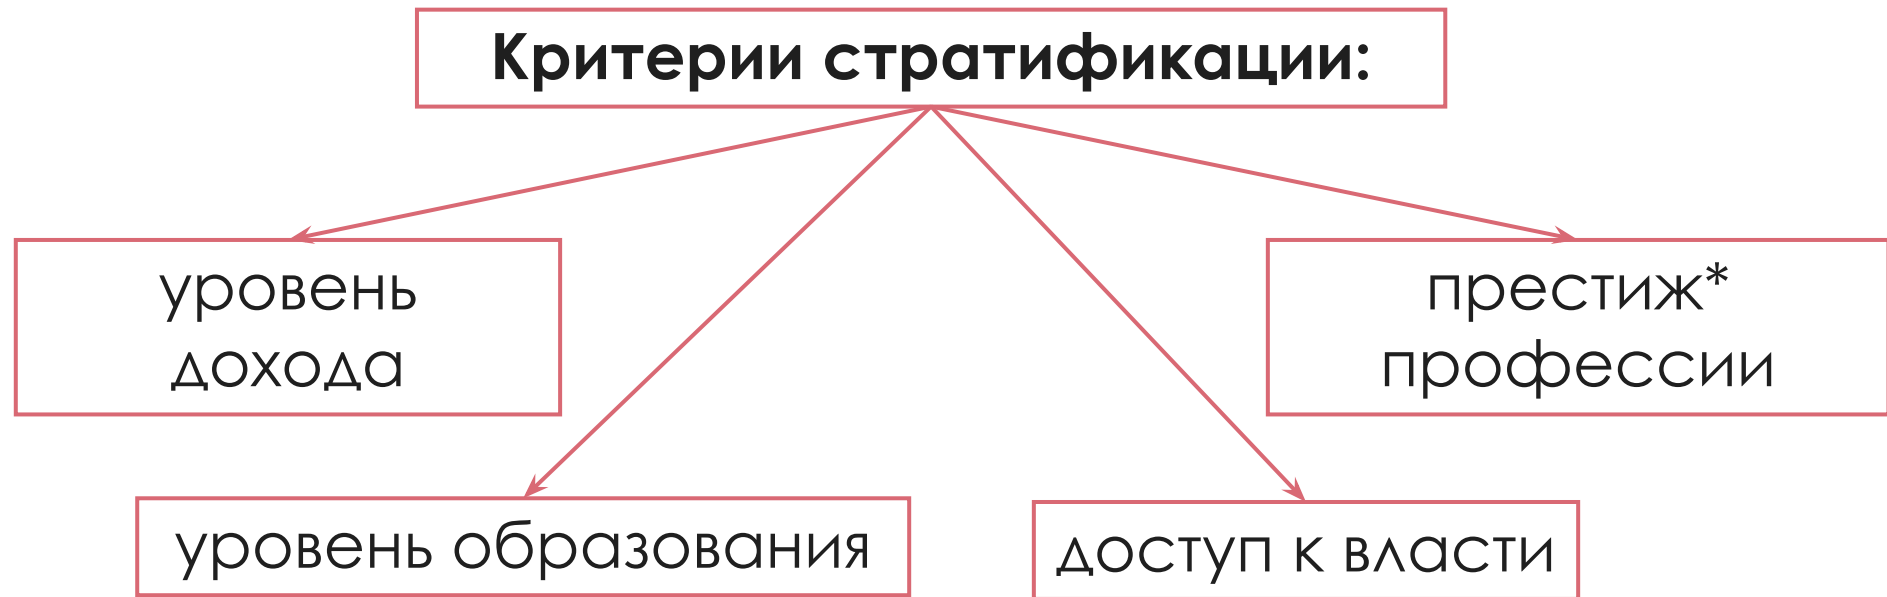 Критерии стратификации:
уровень
дохода
престиж*
профессии
уровень образования
доступ к власти